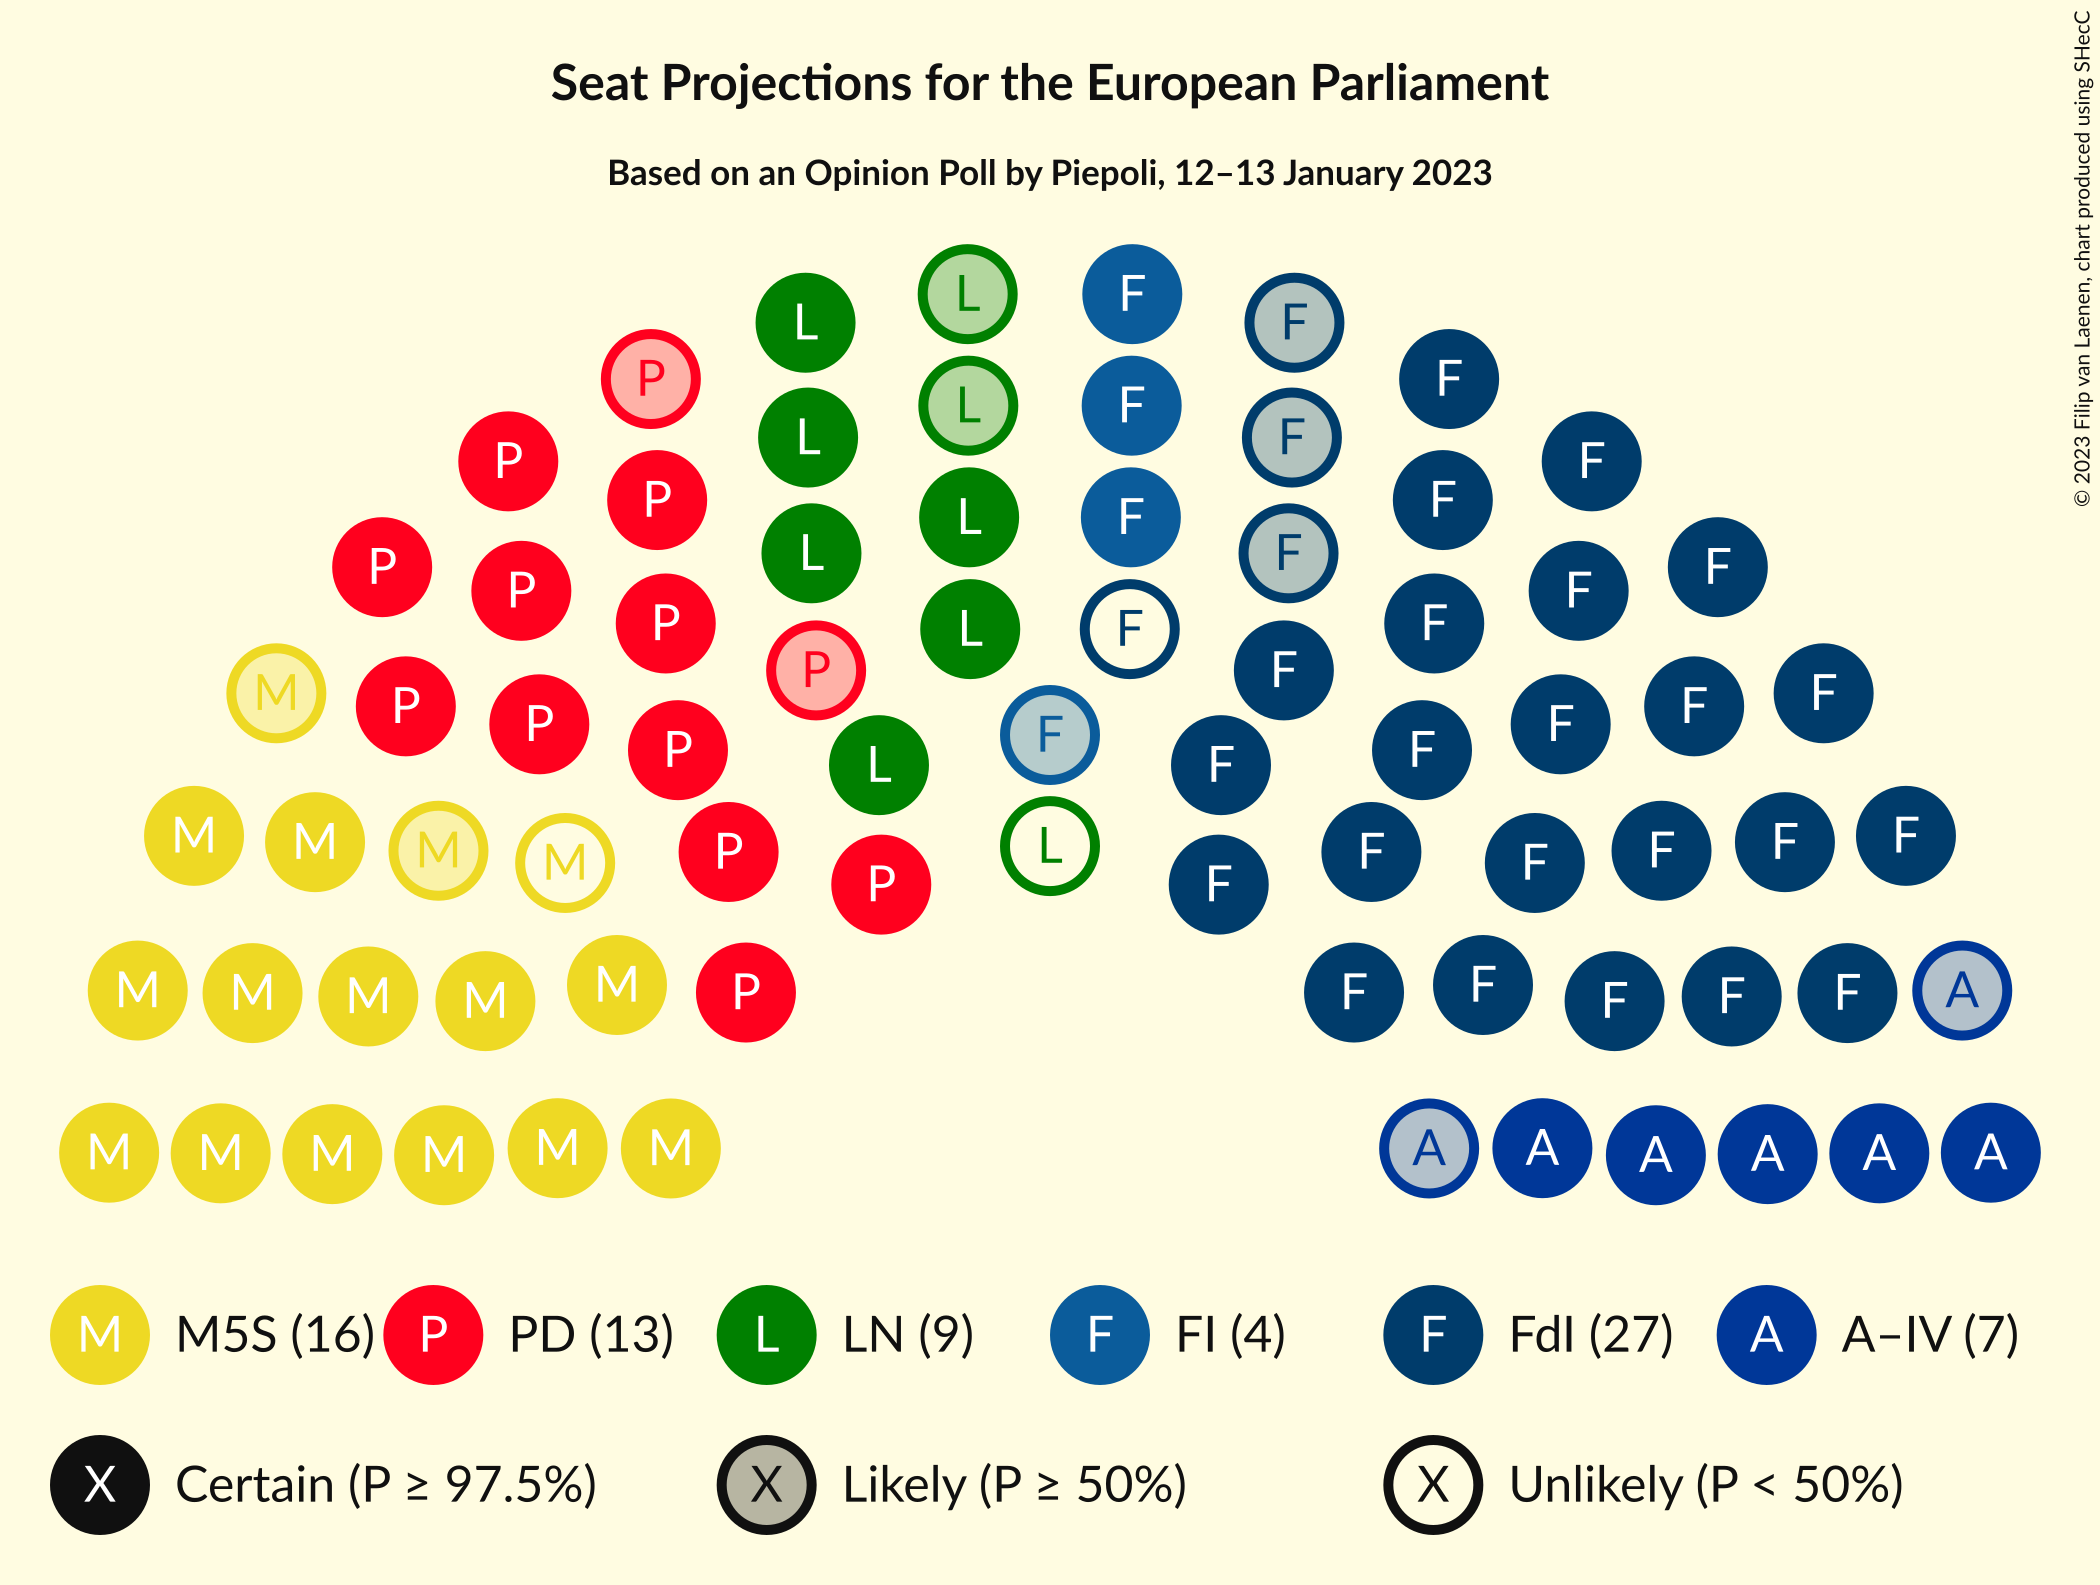 Seat Projections for the European Parliament
Based on an Opinion Poll by Piepoli, 12–13 January 2023
© 2023 Filip van Laenen, chart produced using SHecC
L F
L F
P F
L F
L F
P F
P F
L F
L F
P F
P F
L F
P F
P F
L F
P F
M F
P F
P F
P F
F
L F
M F
M F
L
M F
P F
M F
P F
M A
M F
M F
M F
M F
P F
M A
M A
M A
M A
M A
M A
M M5S (16) P PD (13) L LN (9) F FI (4) F FdI (27) A A–IV (7)
X Certain (P ≥ 97.5%) X Likely (P ≥ 50%) X Unlikely (P < 50%)